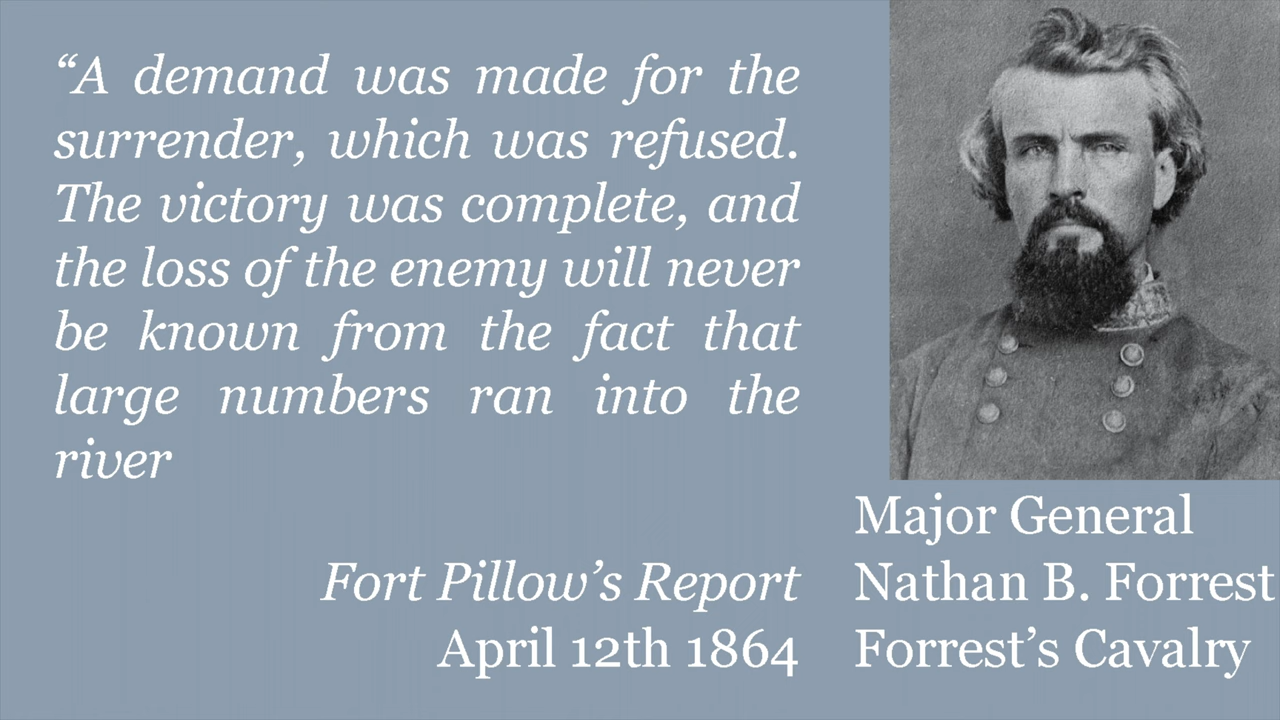 “A demand was made for the
surrender, which was refused.
The victory was complete, and
the loss of the enemy will never
be known from the fact that
large numbers ran into the
river
Fort Pillow’s Report
April 12th 1864
Major General
Nathan B. Forrest
Forrest’s Cavalry